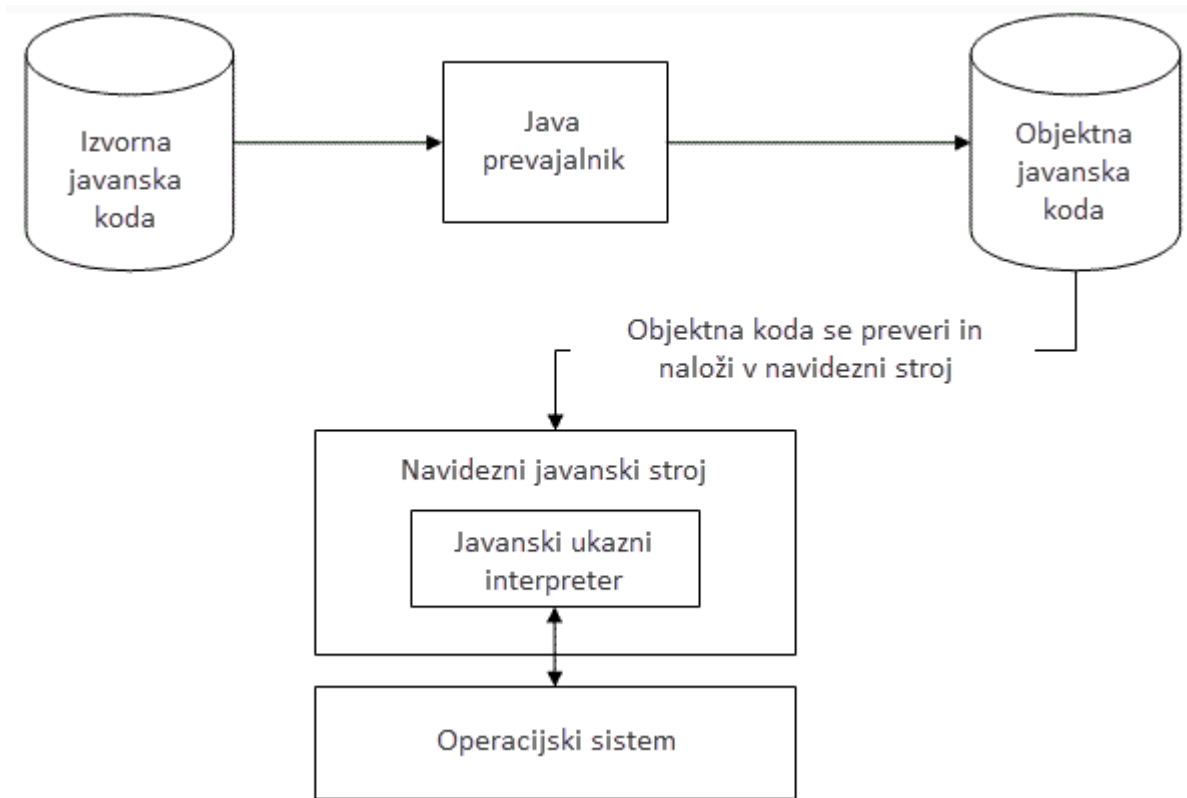 Izvorna
javanska
koda
Java
prevajalnik
Objektna
javanska
koda
Objektna koda se preveri in
naloži v navidezni stroj
Navidezni javanski stroj
Javanski ukazni
interpreter
Operacijski sistem